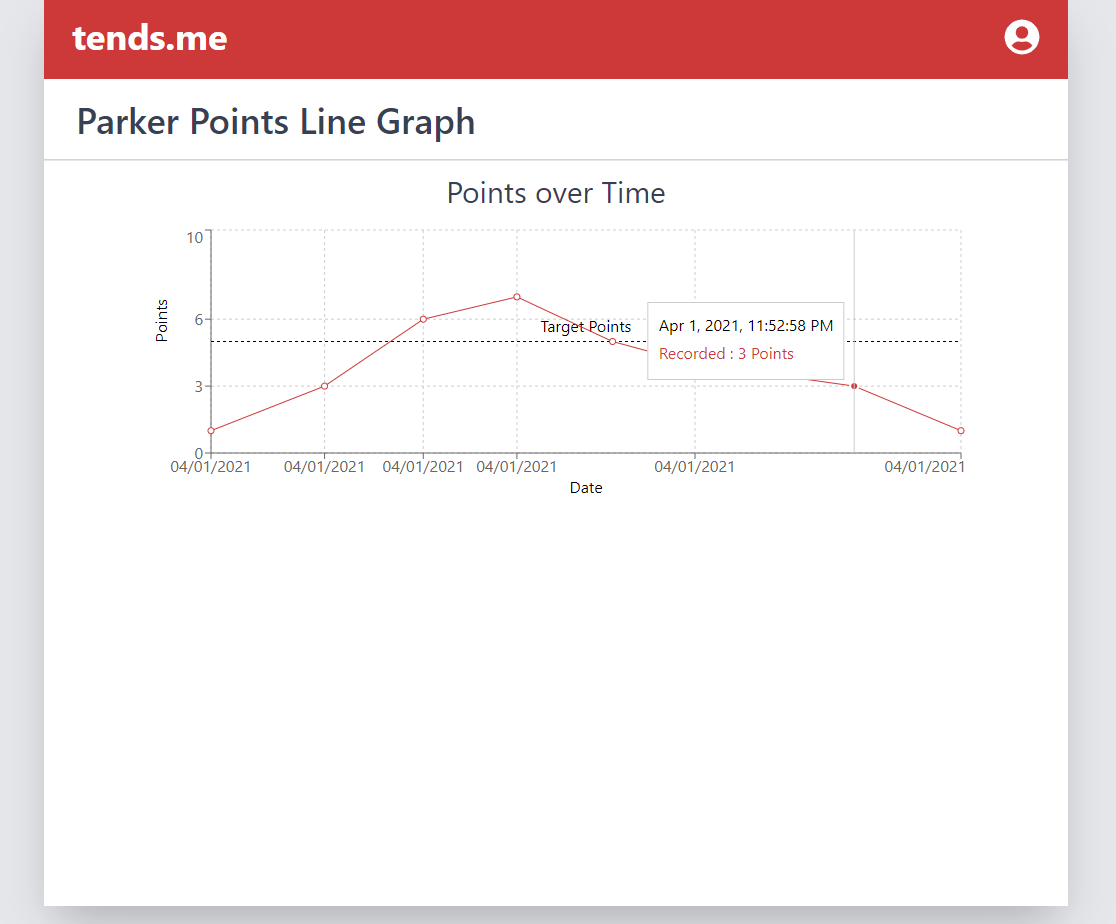 tends.me
Parker Points Line Graph
Points over Time
10
6
3
0
Points
Target Points
Apr 1, 2021, 11:52:58 PM
Recorded : 3 Points
04/01/2021 04/01/2021 04/01/2021 04/01/2021 04/01/2021 04/01/2021
Date